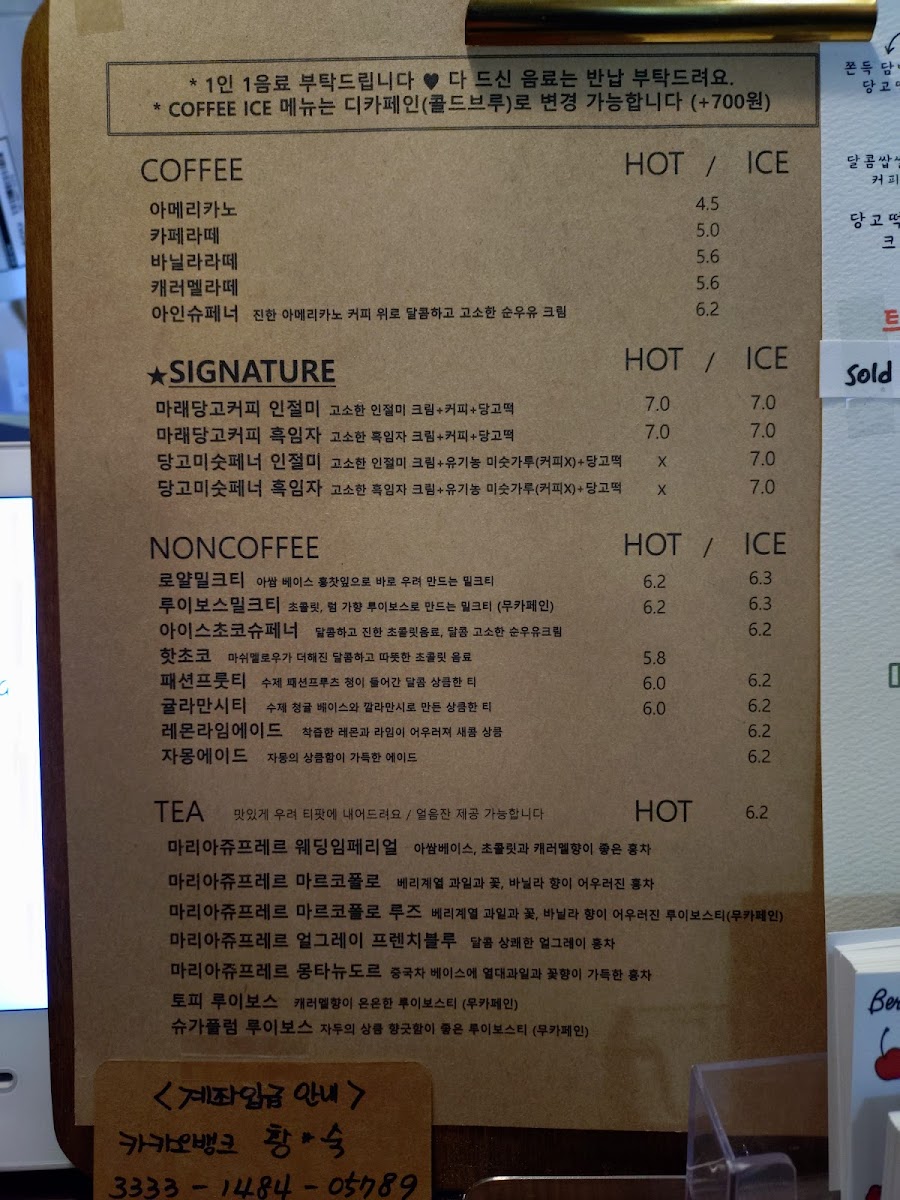 * 1인 1음료 부탁드립니다 ♥ 다 드신 음료는 반납 부탁드려요.
* COFFEE ICE 메뉴는 디카페인(콜드브루)로 변경 가능합니다 (+700원)
COFFEE HOT / ICE
아메리카노 4.5
카페라떼 5.0
바닐라라떼 5.6
캐러멜라떼 5.6
아인슈페너 진한 아메리카노 커피 위로 달콤하고 고소한 순우유 크림 6.2
★SIGNATURE HOT / ICE
마래당고커피 인절미 고소한 인절미 크림+커피+당고떡 7.0 7.0
마래당고커피 흑임자 고소한 흑임자 크림+커피+당고떡 7.0 7.0
당고미숫페너 인절미 고소한 인절미 크림+유기농 미숫가루(커피X)+당고떡 x 7.0
당고미숫페너 흑임자 고소한 흑임자 크림+유기농 미숫가루(커피X)+당고떡 x 7.0
NONCOFFEE HOT / ICE
로얄밀크티 아쌈 베이스 홍찻잎으로 바로 우려 만드는 밀크티 6.2 6.3
루이보스밀크티 초콜릿, 럼 가향 루이보스로 만드는 밀크티 (무카페인) 6.2 6.3
아이스초코슈페너 달콤하고 진한 초콜릿음료, 달콤 고소한 순우유크림 6.2
핫초코 마쉬멜로우가 더해진 달콤하고 따뜻한 초콜릿 음료 5.8
패션프룻티 수제 패션프루츠 청이 들어간 달콤 상큼한 티 6.0 6.2
귤라만시티 수제 청귤 베이스와 깔라만시로 만든 상큼한 티 6.0 6.2
레몬라임에이드 착즙한 레몬과 라임이 어우러져 새콤 상큼 6.2
자몽에이드 자몽의 상큼함이 가득한 에이드 6.2
TEA 맛있게 우려 티팟에 내어드려요 / 얼음잔 제공 가능합니다 HOT 6.2
마리아쥬프레르 웨딩임페리얼 아쌈베이스, 초콜릿과 캐러멜향이 좋은 홍차
마리아쥬프레르 마르코폴로 베리계열 과일과 꽃, 바닐라 향이 어우러진 홍차
마리아쥬프레르 마르코폴로 루즈 베리계열 과일과 꽃, 바닐라 향이 어우러진 루이보스티(무카페인)
마리아쥬프레르 얼그레이 프렌치블루 달콤 상쾌한 얼그레이 홍차
마리아쥬프레르 몽타뉴도르 중국차 베이스에 열대과일과 꽃향이 가득한 홍차
토피 루이보스 캐러멜향이 은은한 루이보스티 (무카페인)
슈가플럼 루이보스 자두의 상큼 향긋함이 좋은 루이보스티 (무카페인)
<계좌입금 안내>
카카오뱅크 황*숙
3333-1484-05789
쫀득
당고
달콤쌉
커피
당고떡
크
Sold
Ber